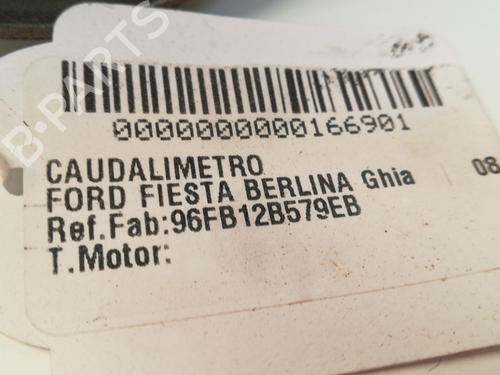 B-PARTS
0000000000166901
CAUDALIMETRO
FORD FIESTA BERLINA Ghia 08
Ref.Fab:96FB12B579EB
T.Motor: